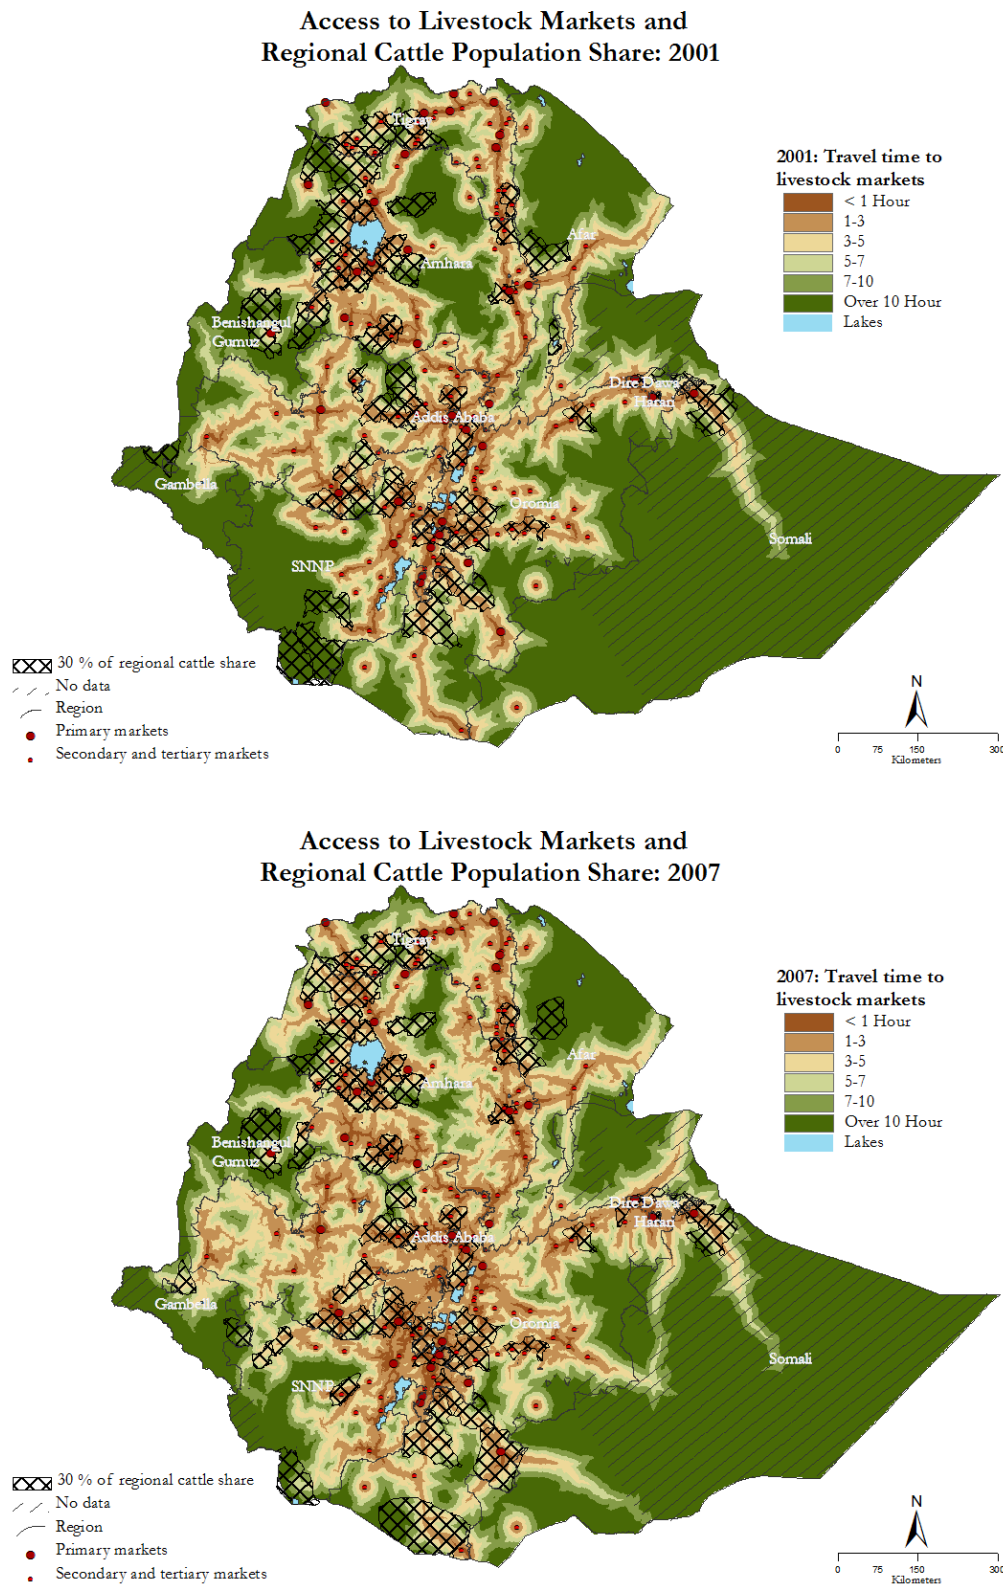 Access to Livestock Markets and
Regional Cattle Population Share: 2001
2001: Travel time to
livestock markets
< 1 Hour
1-3
3-5
5-7
7-10
Over 10 Hour
Lakes
Tigray
Afar
Amhara
Benishangul
Gumuz
Dire Dawa
Harari
Addis Ababa
Gambella
Oromia
Somali
SNNP
30 % of regional cattle share
No data
Region
Primary markets
Secondary and tertiary markets
N
0 75 150 300
Kilometers
Access to Livestock Markets and
Regional Cattle Population Share: 2007
2007: Travel time to
livestock markets
< 1 Hour
1-3
3-5
5-7
7-10
Over 10 Hour
Lakes
Tigray
Afar
Amhara
Benishangul
Gumuz
Dire Dawa
Harari
Addis Ababa
Gambella
Oromia
Somali
SNNP
30 % of regional cattle share
No data
Region
Primary markets
Secondary and tertiary markets
N
0 75 150 300
Kilometers